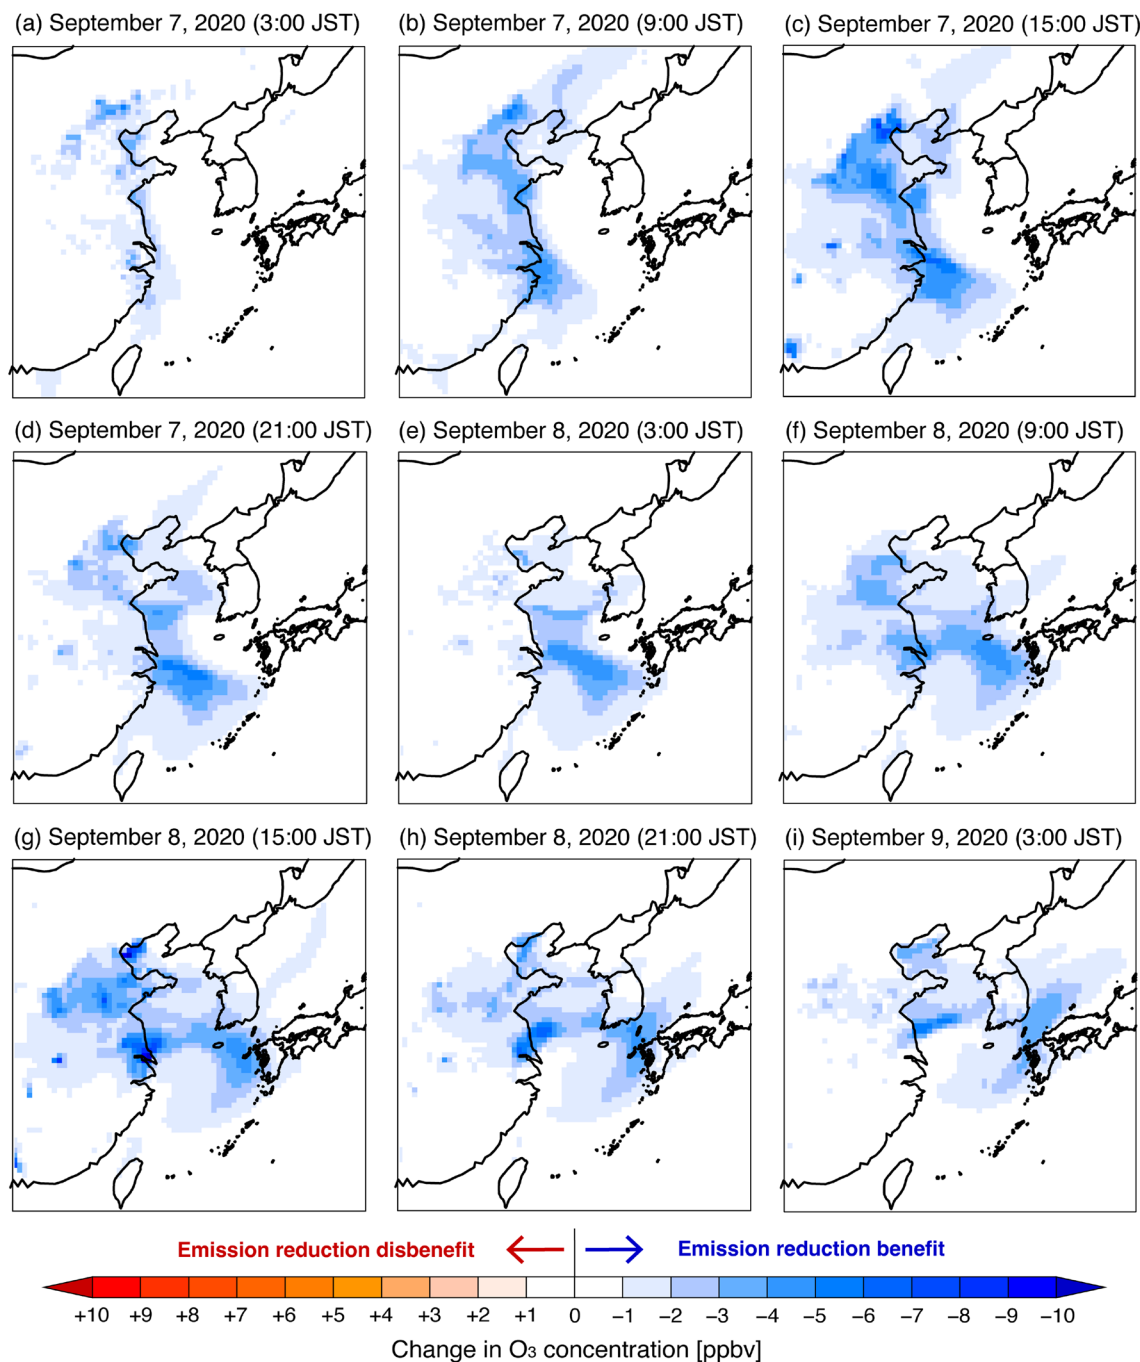 (a) September 7, 2020 (3:00 JST)
(b) September 7, 2020 (9:00 JST)
(c) September 7, 2020 (15:00 JST)
(d) September 7, 2020 (21:00 JST)
(e) September 8, 2020 (3:00 JST)
(f) September 8, 2020 (9:00 JST)
(g) September 8, 2020 (15:00 JST)
(h) September 8, 2020 (21:00 JST)
(i) September 9, 2020 (3:00 JST)
Emission reduction disbenefit
Emission reduction benefit
+10 +9 +8 +7 +6 +5 +4 +3 +2 +1 0 −1 −2 −3 −4 −5 −6 −7 −8 −9 −10
Change in O₃ concentration [ppbv]